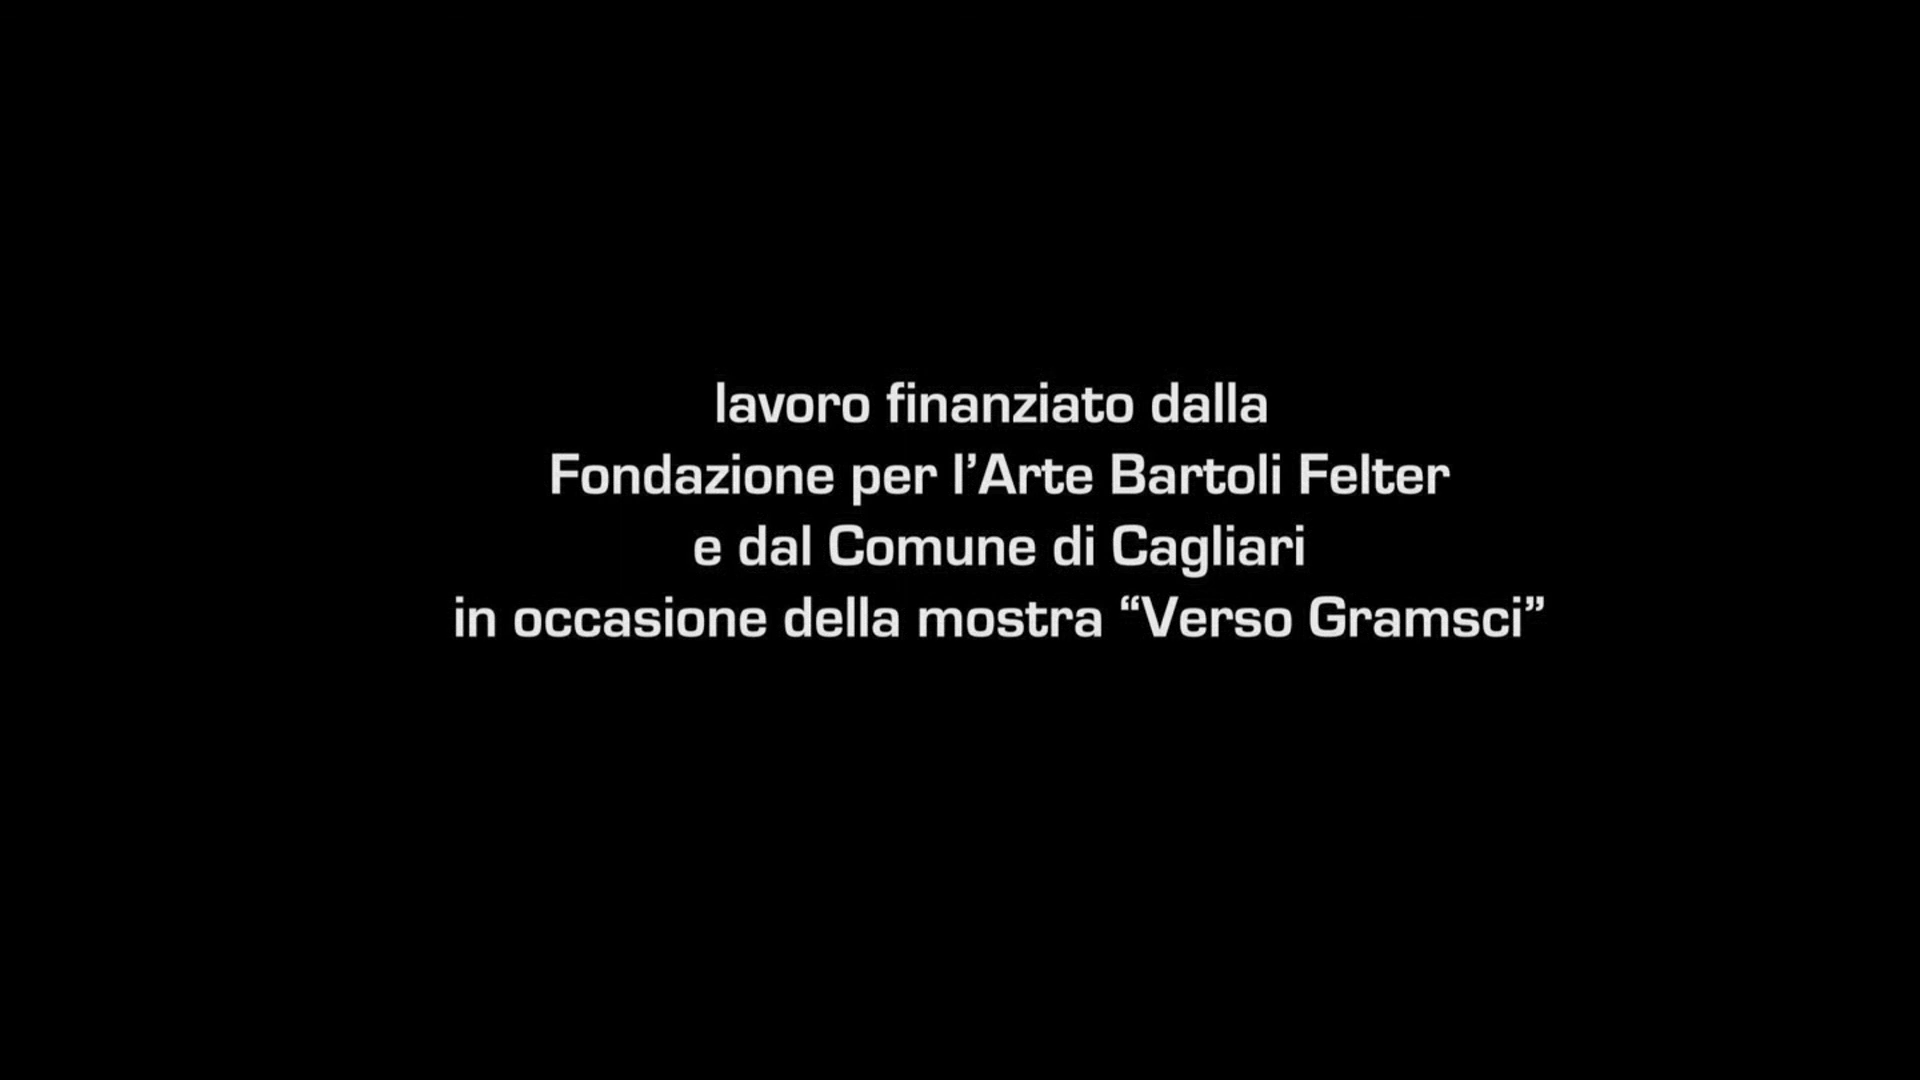 lavoro finanziato dalla
Fondazione per l’Arte Bartoli Felter
e dal Comune di Cagliari
in occasione della mostra “Verso Gramsci”